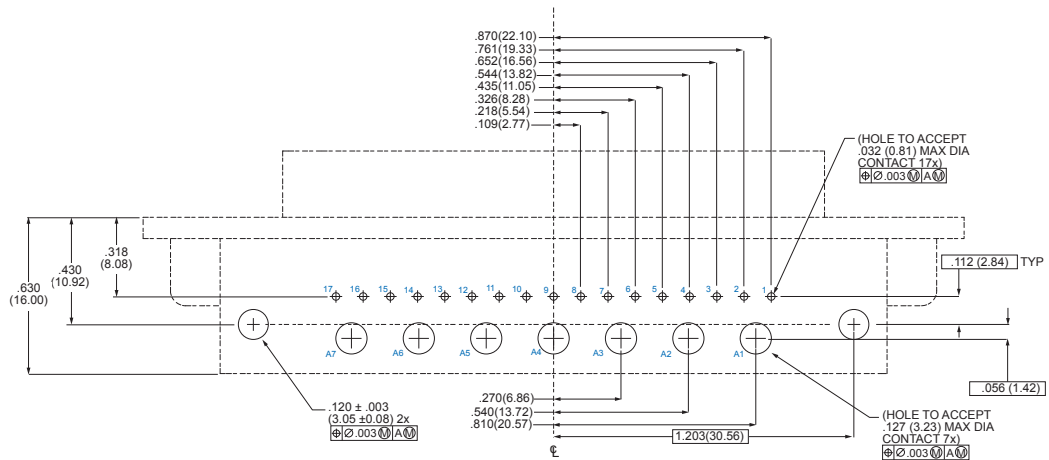 .870(22.10)
.761(19.33)
.652(16.56)
.544(13.82)
.435(11.05)
.326(8.28)
.218(5.54)
.109(2.77)
(HOLE TO ACCEPT
.032 (0.81) MAX DIA
CONTACT 17x)
⌖ Ø.003 Ⓜ A Ⓜ
.630
(16.00)
.430
(10.92)
.318
(8.08)
.112 (2.84) TYP
17 16 15 14 13 12 11 10 9 8 7 6 5 4 3 2 1
A7 A6 A5 A4 A3 A2 A1
.056 (1.42)
.120 ± .003
(3.05 ±0.08) 2x
⌖ Ø.003 Ⓜ A Ⓜ
.270(6.86)
.540(13.72)
.810(20.57)
1.203(30.56)
℄
(HOLE TO ACCEPT
.127 (3.23) MAX DIA
CONTACT 7x)
⌖ Ø.003 Ⓜ A Ⓜ